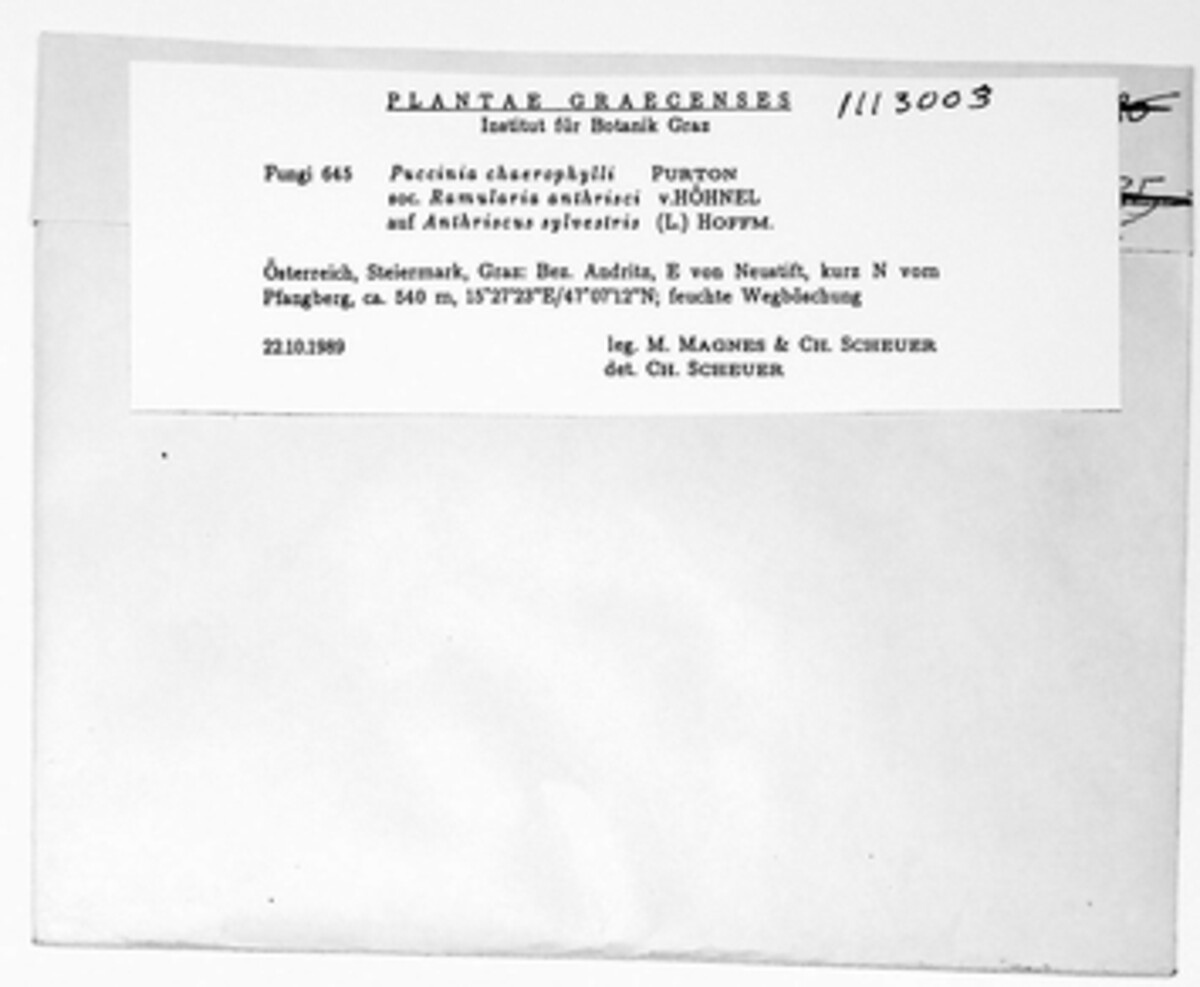 PLANTAE GRAECENSES 1113003
Institut für Botanik Graz
Fungi 645 Puccinia chaerophylli PURTON
soc. Ramularia anthrisci v.HÖHNEL
auf Anthriscus sylvestris (L.) HOFFM.
Österreich, Steiermark, Graz: Bez. Andritz, E von Neustift, kurz N vom
Pfangberg, ca. 540 m, 15°27'23"E/47°07'12"N; feuchte Wegböschung
22.10.1989 leg. M. MAGNES & CH. SCHEUER
det. CH. SCHEUER